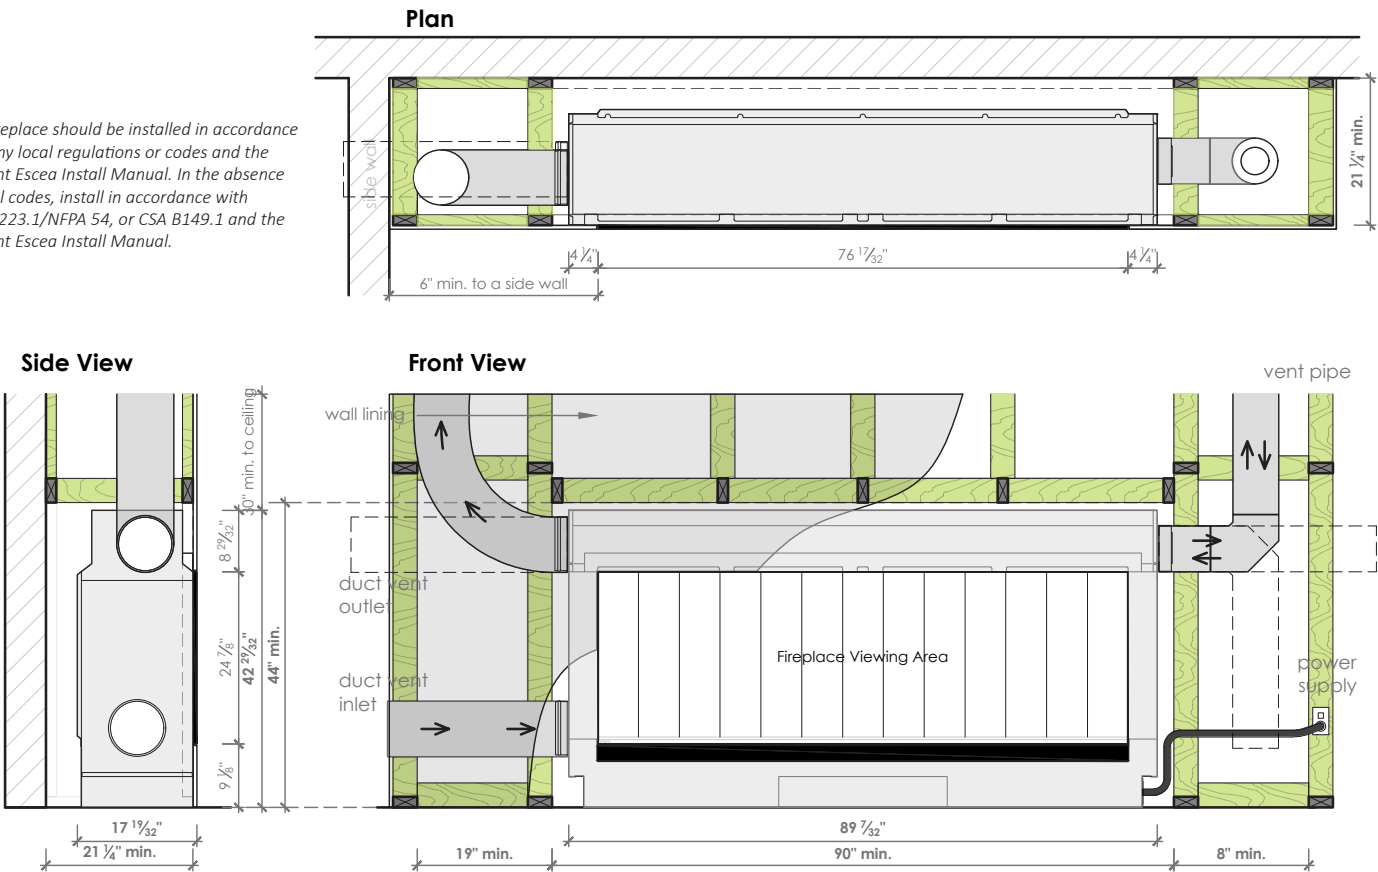 Plan
eplace should be installed in accordance
ny local regulations or codes and the
nt Escea Install Manual. In the absence
l codes, install in accordance with
223.1/NFPA 54, or CSA B149.1 and the
nt Escea Install Manual.
side wall
21 ¼" min.
4 ¼"
76 17/32"
4 ¼"
6" min. to a side wall
Side View
Front View
vent pipe
wall lining
30" min. to ceiling
8 29/32"
24 7/8"
42 29/32"
44" min.
9 1/8"
duct vent
outlet
duct vent
inlet
Fireplace Viewing Area
power
supply
17 19/32"
21 ¼" min.
89 7/32"
19" min.
90" min.
8" min.